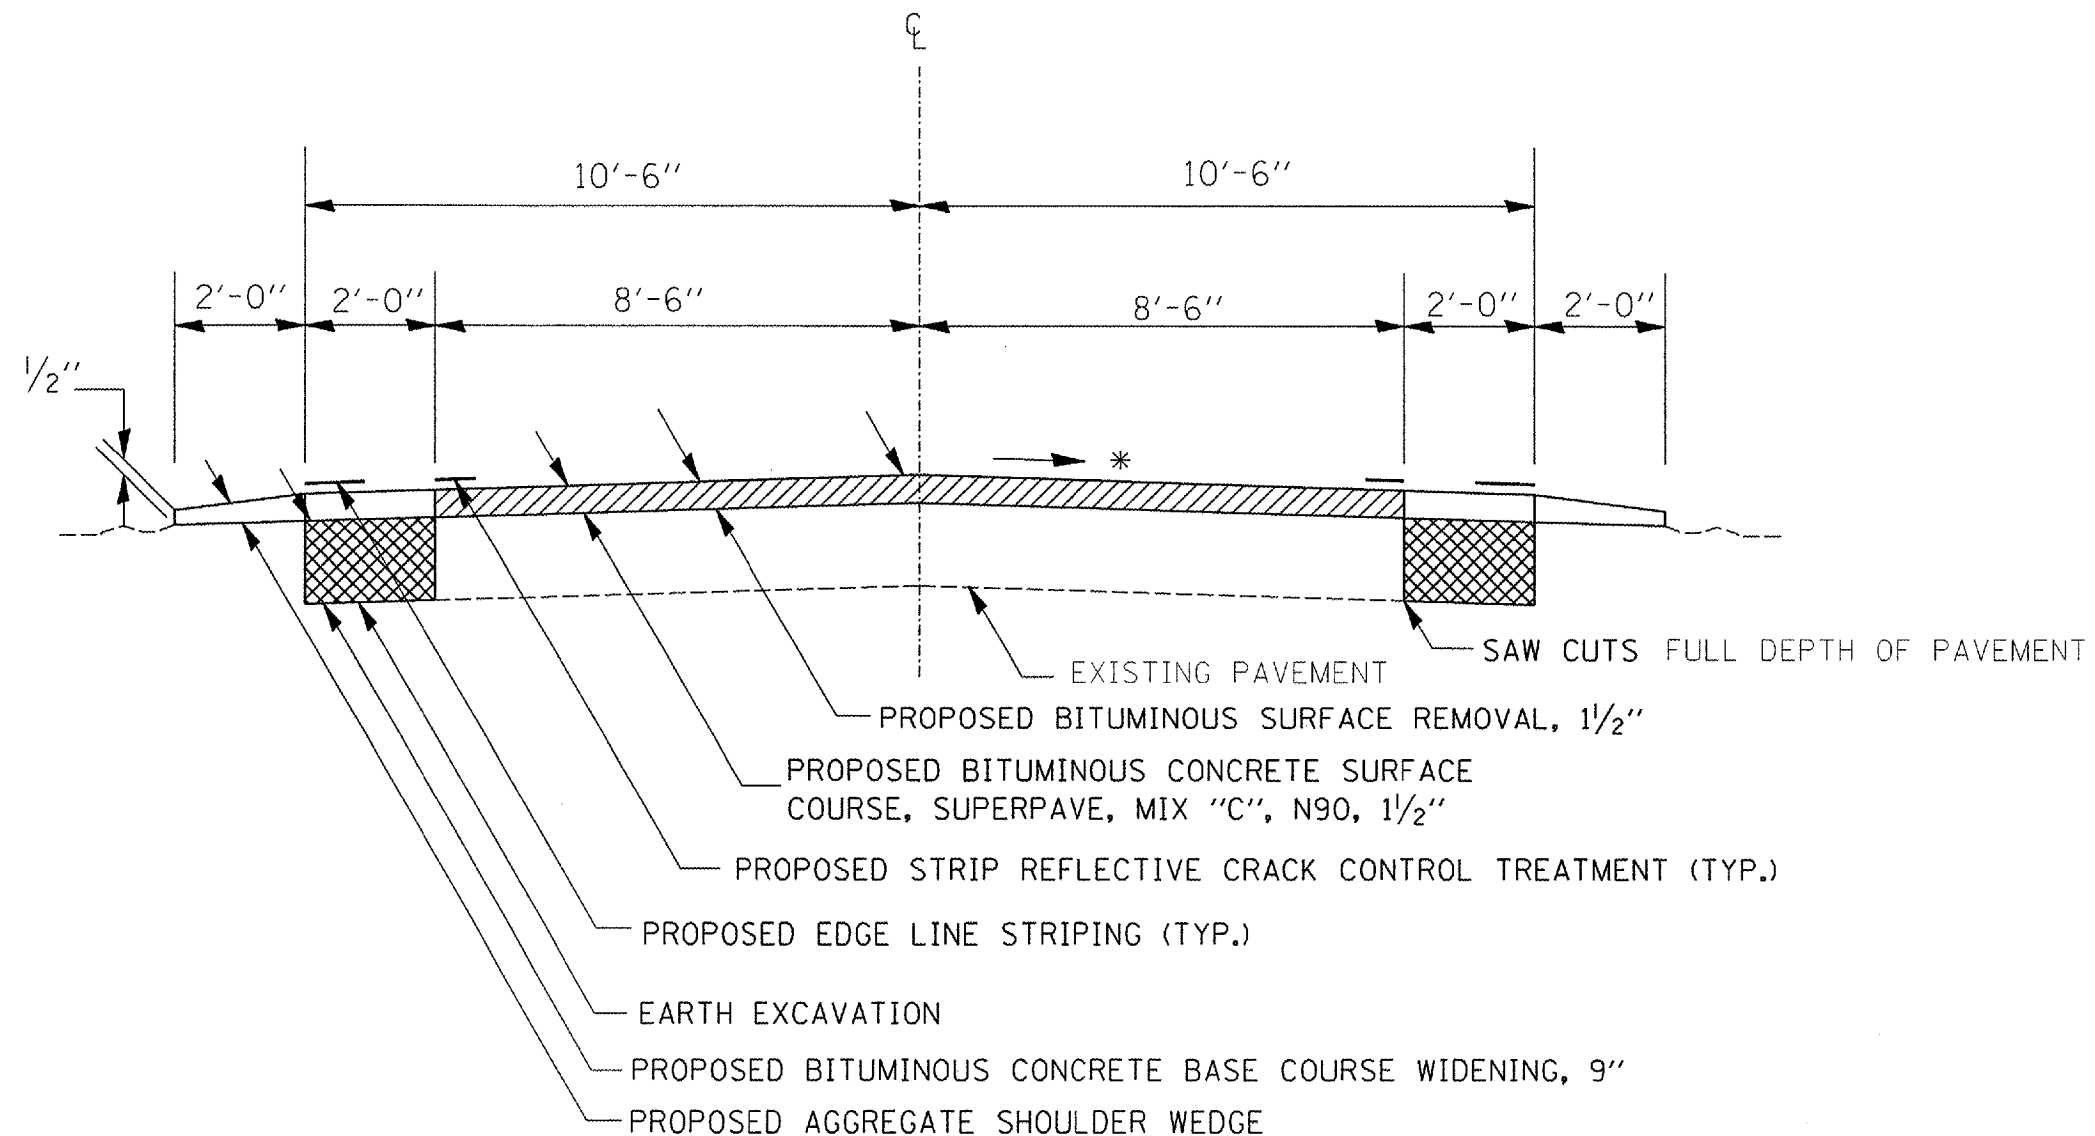 ℄
10'-6" 10'-6"
2'-0" 2'-0" 8'-6" 8'-6" 2'-0" 2'-0"
1/2"
*
SAW CUTS FULL DEPTH OF PAVEMENT
EXISTING PAVEMENT
PROPOSED BITUMINOUS SURFACE REMOVAL, 1 1/2"
PROPOSED BITUMINOUS CONCRETE SURFACE
COURSE, SUPERPAVE, MIX "C", N90, 1 1/2"
PROPOSED STRIP REFLECTIVE CRACK CONTROL TREATMENT (TYP.)
PROPOSED EDGE LINE STRIPING (TYP.)
EARTH EXCAVATION
PROPOSED BITUMINOUS CONCRETE BASE COURSE WIDENING, 9"
PROPOSED AGGREGATE SHOULDER WEDGE